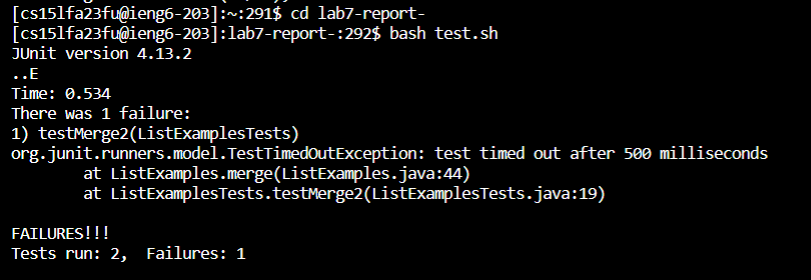 [cs15lfa23fu@ieng6-203]:~:291$ cd lab7-report-
[cs15lfa23fu@ieng6-203]:lab7-report-:292$ bash test.sh
JUnit version 4.13.2
..E
Time: 0.534
There was 1 failure:
1) testMerge2(ListExamplesTests)
org.junit.runners.model.TestTimedOutException: test timed out after 500 milliseconds
        at ListExamples.merge(ListExamples.java:44)
        at ListExamplesTests.testMerge2(ListExamplesTests.java:19)

FAILURES!!!
Tests run: 2,  Failures: 1